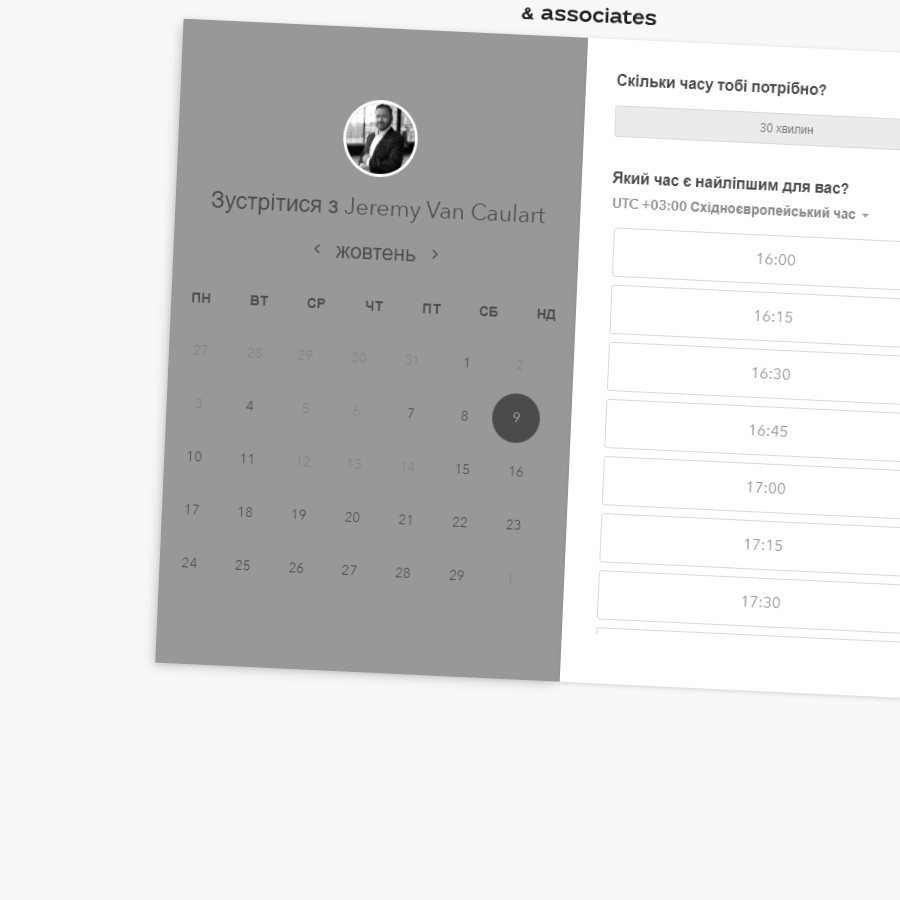 & associates
Зустрітися з Jeremy Van Caulart
жовтень
ПН ВТ СР ЧТ ПТ СБ НД
27 28 29 30 31 1 2
3 4 5 6 7 8 9
10 11 12 13 14 15 16
17 18 19 20 21 22 23
24 25 26 27 28 29 1
Скільки часу тобі потрібно?
30 хвилин
Який час є найліпшим для вас?
UTC +03:00 Східноєвропейський час
16:00
16:15
16:30
16:45
17:00
17:15
17:30